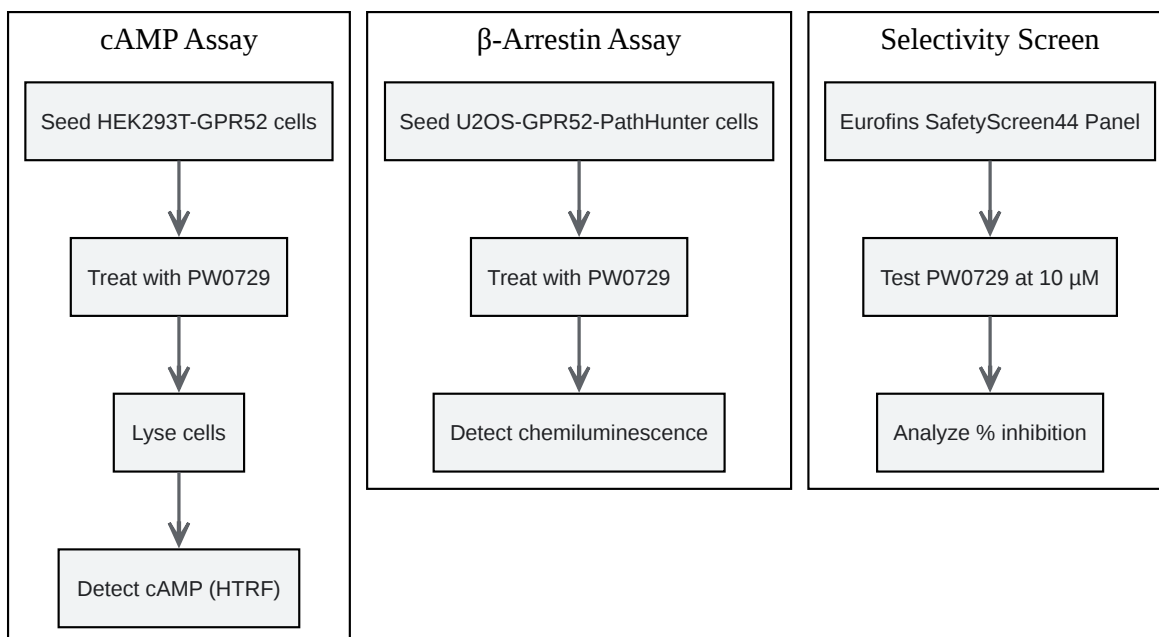 cAMP Assay
Seed HEK293T-GPR52 cells
Treat with PW0729
Lyse cells
Detect cAMP (HTRF)
β-Arrestin Assay
Seed U2OS-GPR52-PathHunter cells
Treat with PW0729
Detect chemiluminescence
Selectivity Screen
Eurofins SafetyScreen44 Panel
Test PW0729 at 10 µM
Analyze % inhibition